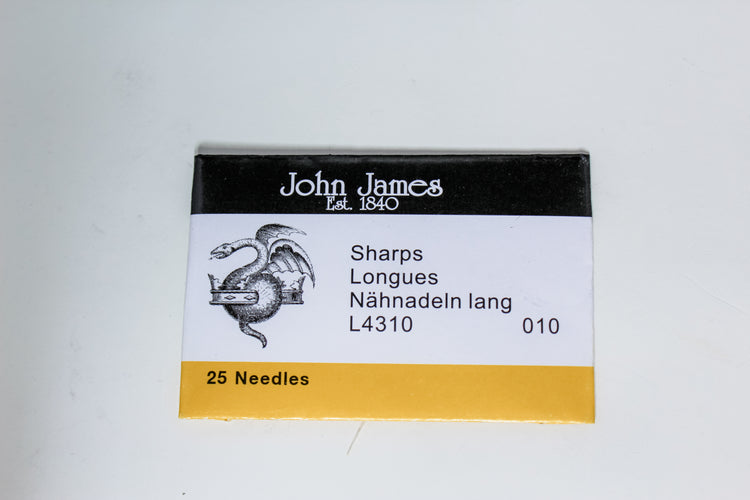 John James
Est. 1840
Sharps
Longues
Nähnadeln lang
L4310 010
25 Needles